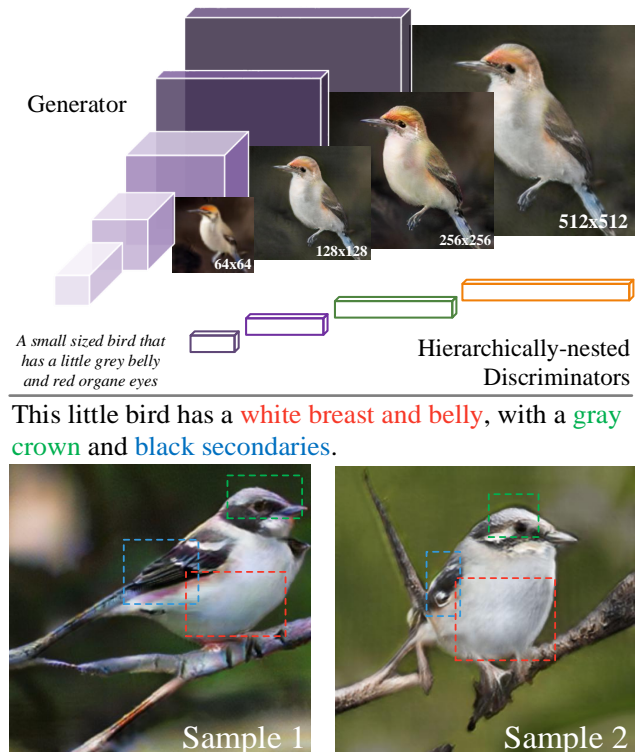 Generator
64x64
128x128
256x256
512x512
A small sized bird that
has a little grey belly
and red organe eyes
Hierarchically-nested
Discriminators
This little bird has a white breast and belly, with a gray
crown and black secondaries.
Sample 1
Sample 2